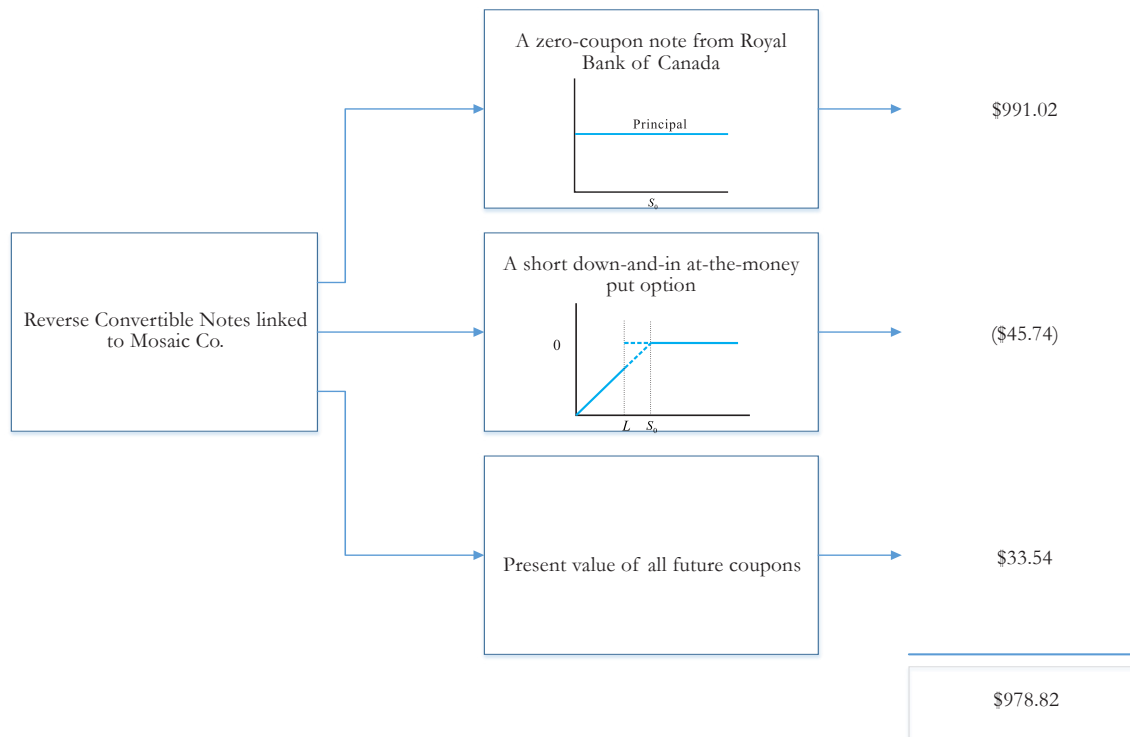 A zero-coupon note from Royal
Bank of Canada
Principal
S₀
$991.02
Reverse Convertible Notes linked
to Mosaic Co.
A short down-and-in at-the-money
put option
0
L S₀
($45.74)
Present value of all future coupons
$33.54
$978.82